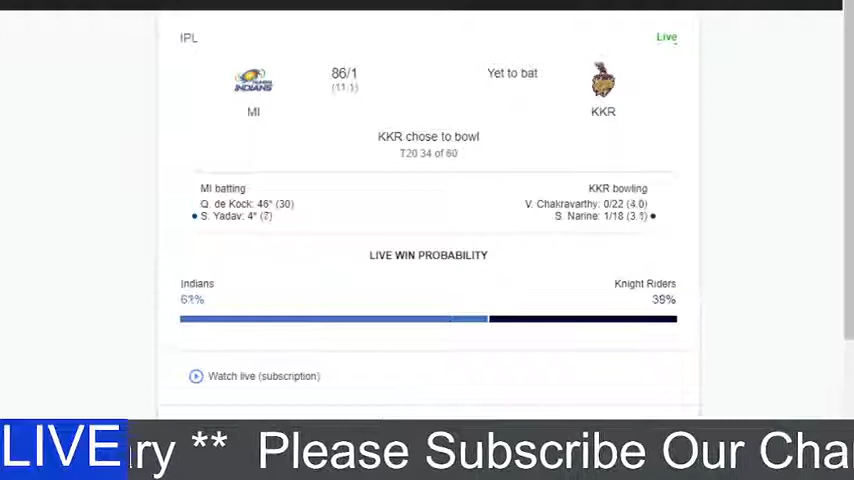 IPL
Live
INDIANS
86/1
(11.1)
Yet to bat
MI
KKR
KKR chose to bowl
T20 34 of 60
MI batting
KKR bowling
Q. de Kock: 46* (30)
V. Chakravarthy: 0/22 (4.0)
S. Yadav: 4*
S. Narine: 1/18 (3.1)
LIVE WIN PROBABILITY
Indians
Knight Riders
38%
Watch live (subscription)
LIVE
ary ** Please Subscribe Our Cha